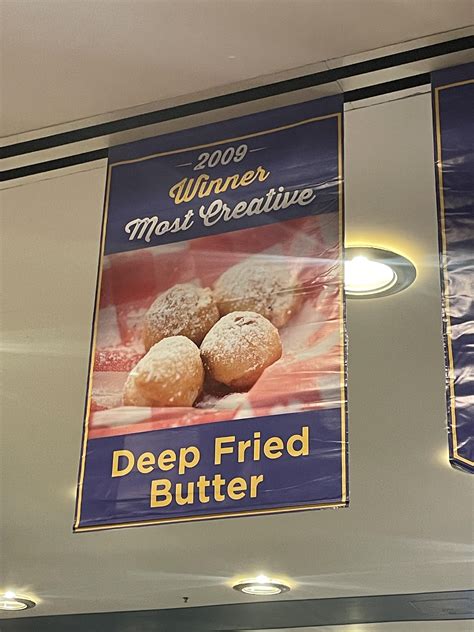 2009
Winner
Most Creative
Deep Fried
Butter